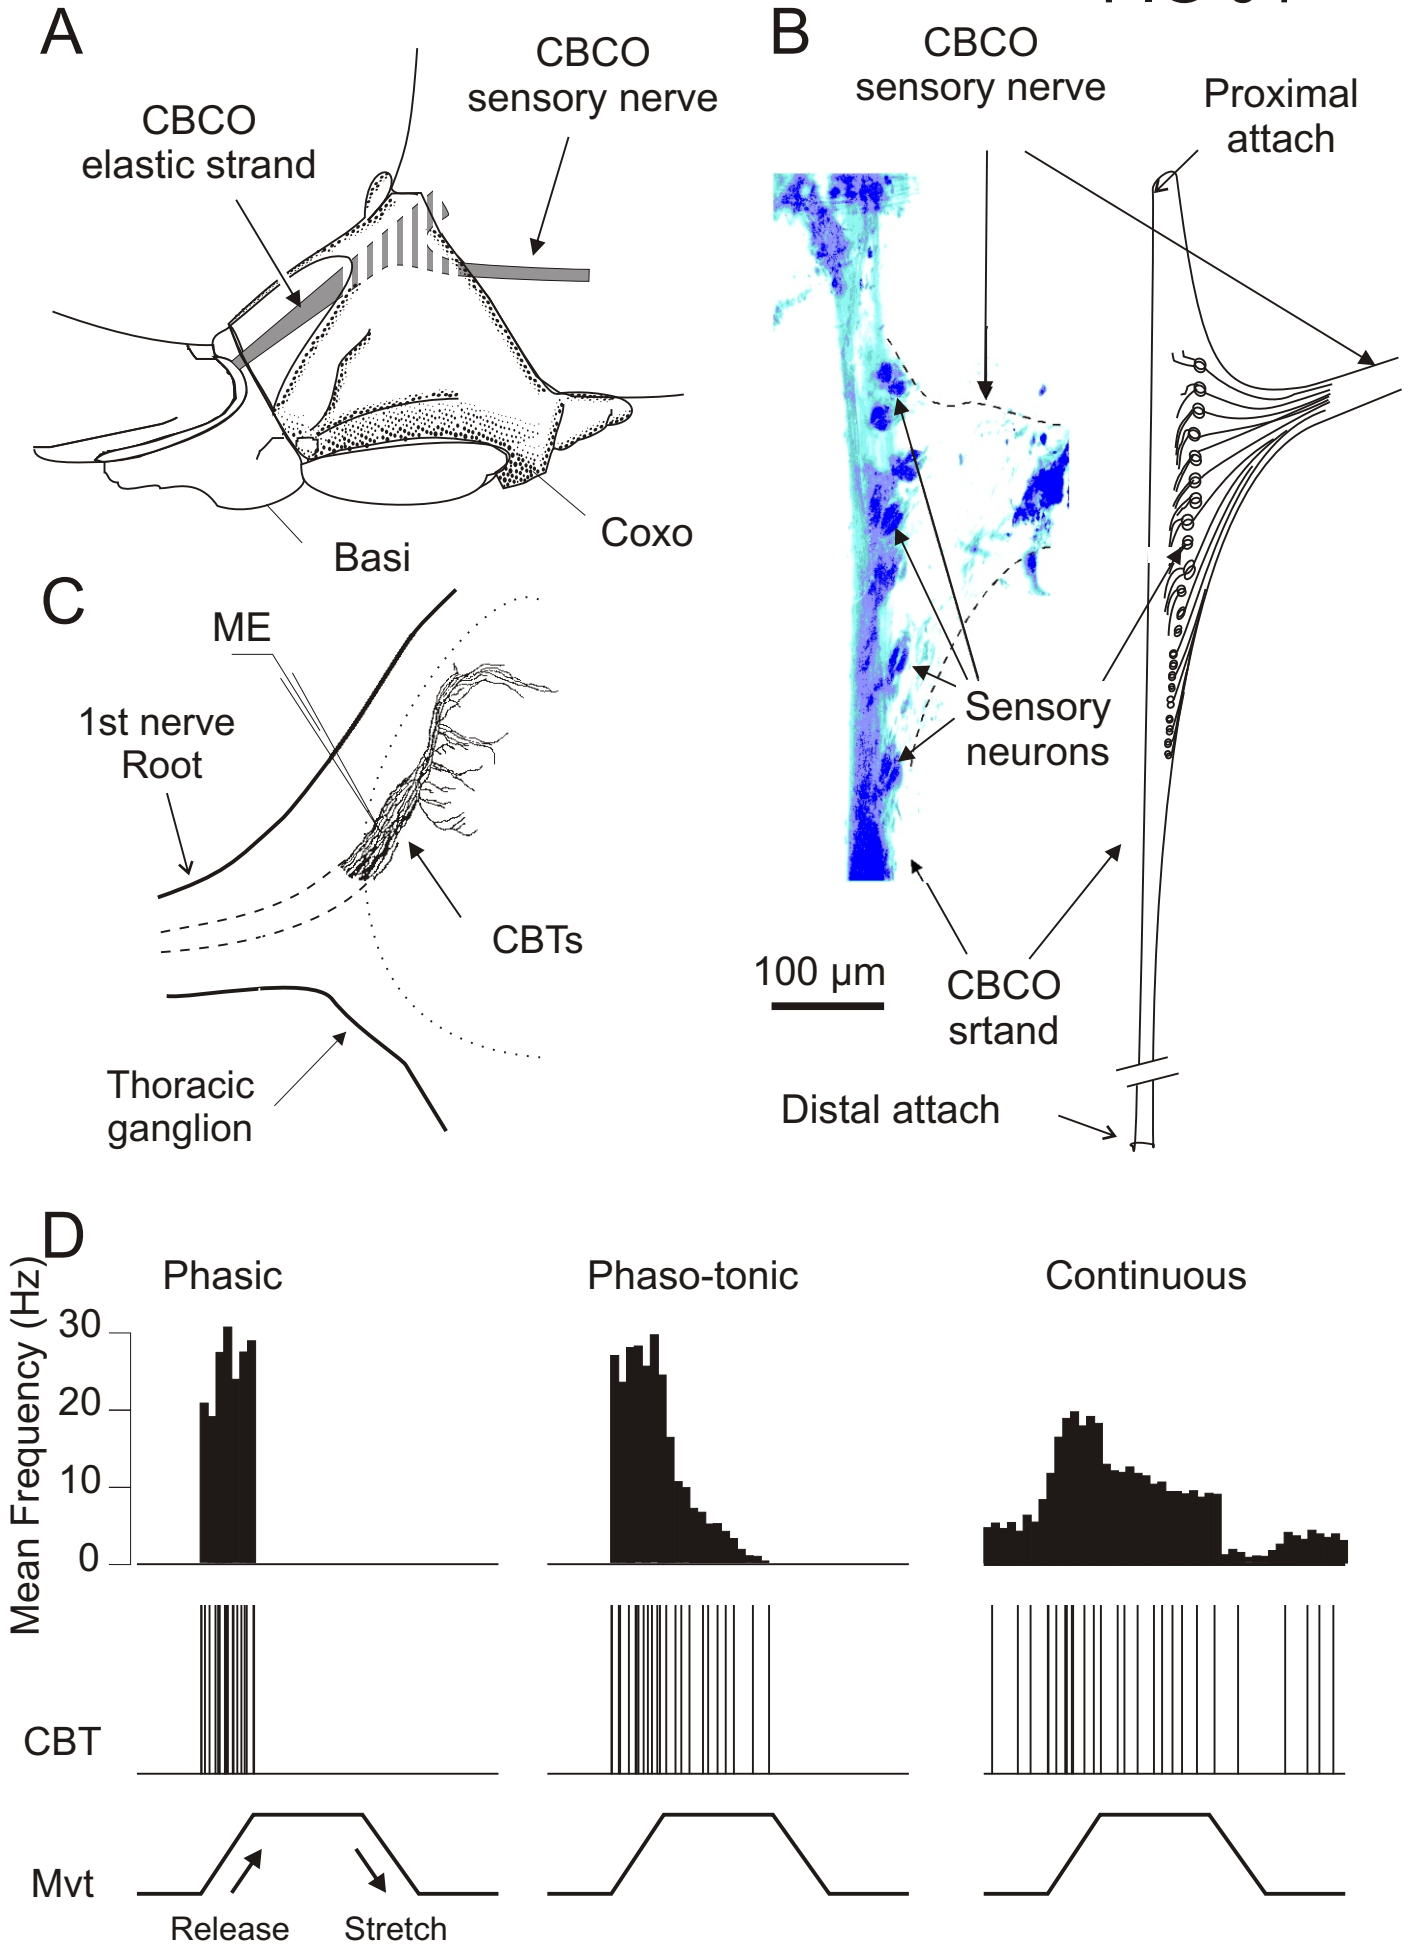 A
CBCO
sensory nerve
CBCO
elastic strand
Basi
Coxo
B
CBCO
sensory nerve
Proximal
attach
Sensory
neurons
100 µm
CBCO
srtand
Distal attach
C
ME
1st nerve
Root
CBTs
Thoracic
ganglion
D
Phasic
Phaso-tonic
Continuous
Mean Frequency (Hz)
30
20
10
0
CBT
Mvt
Release
Stretch